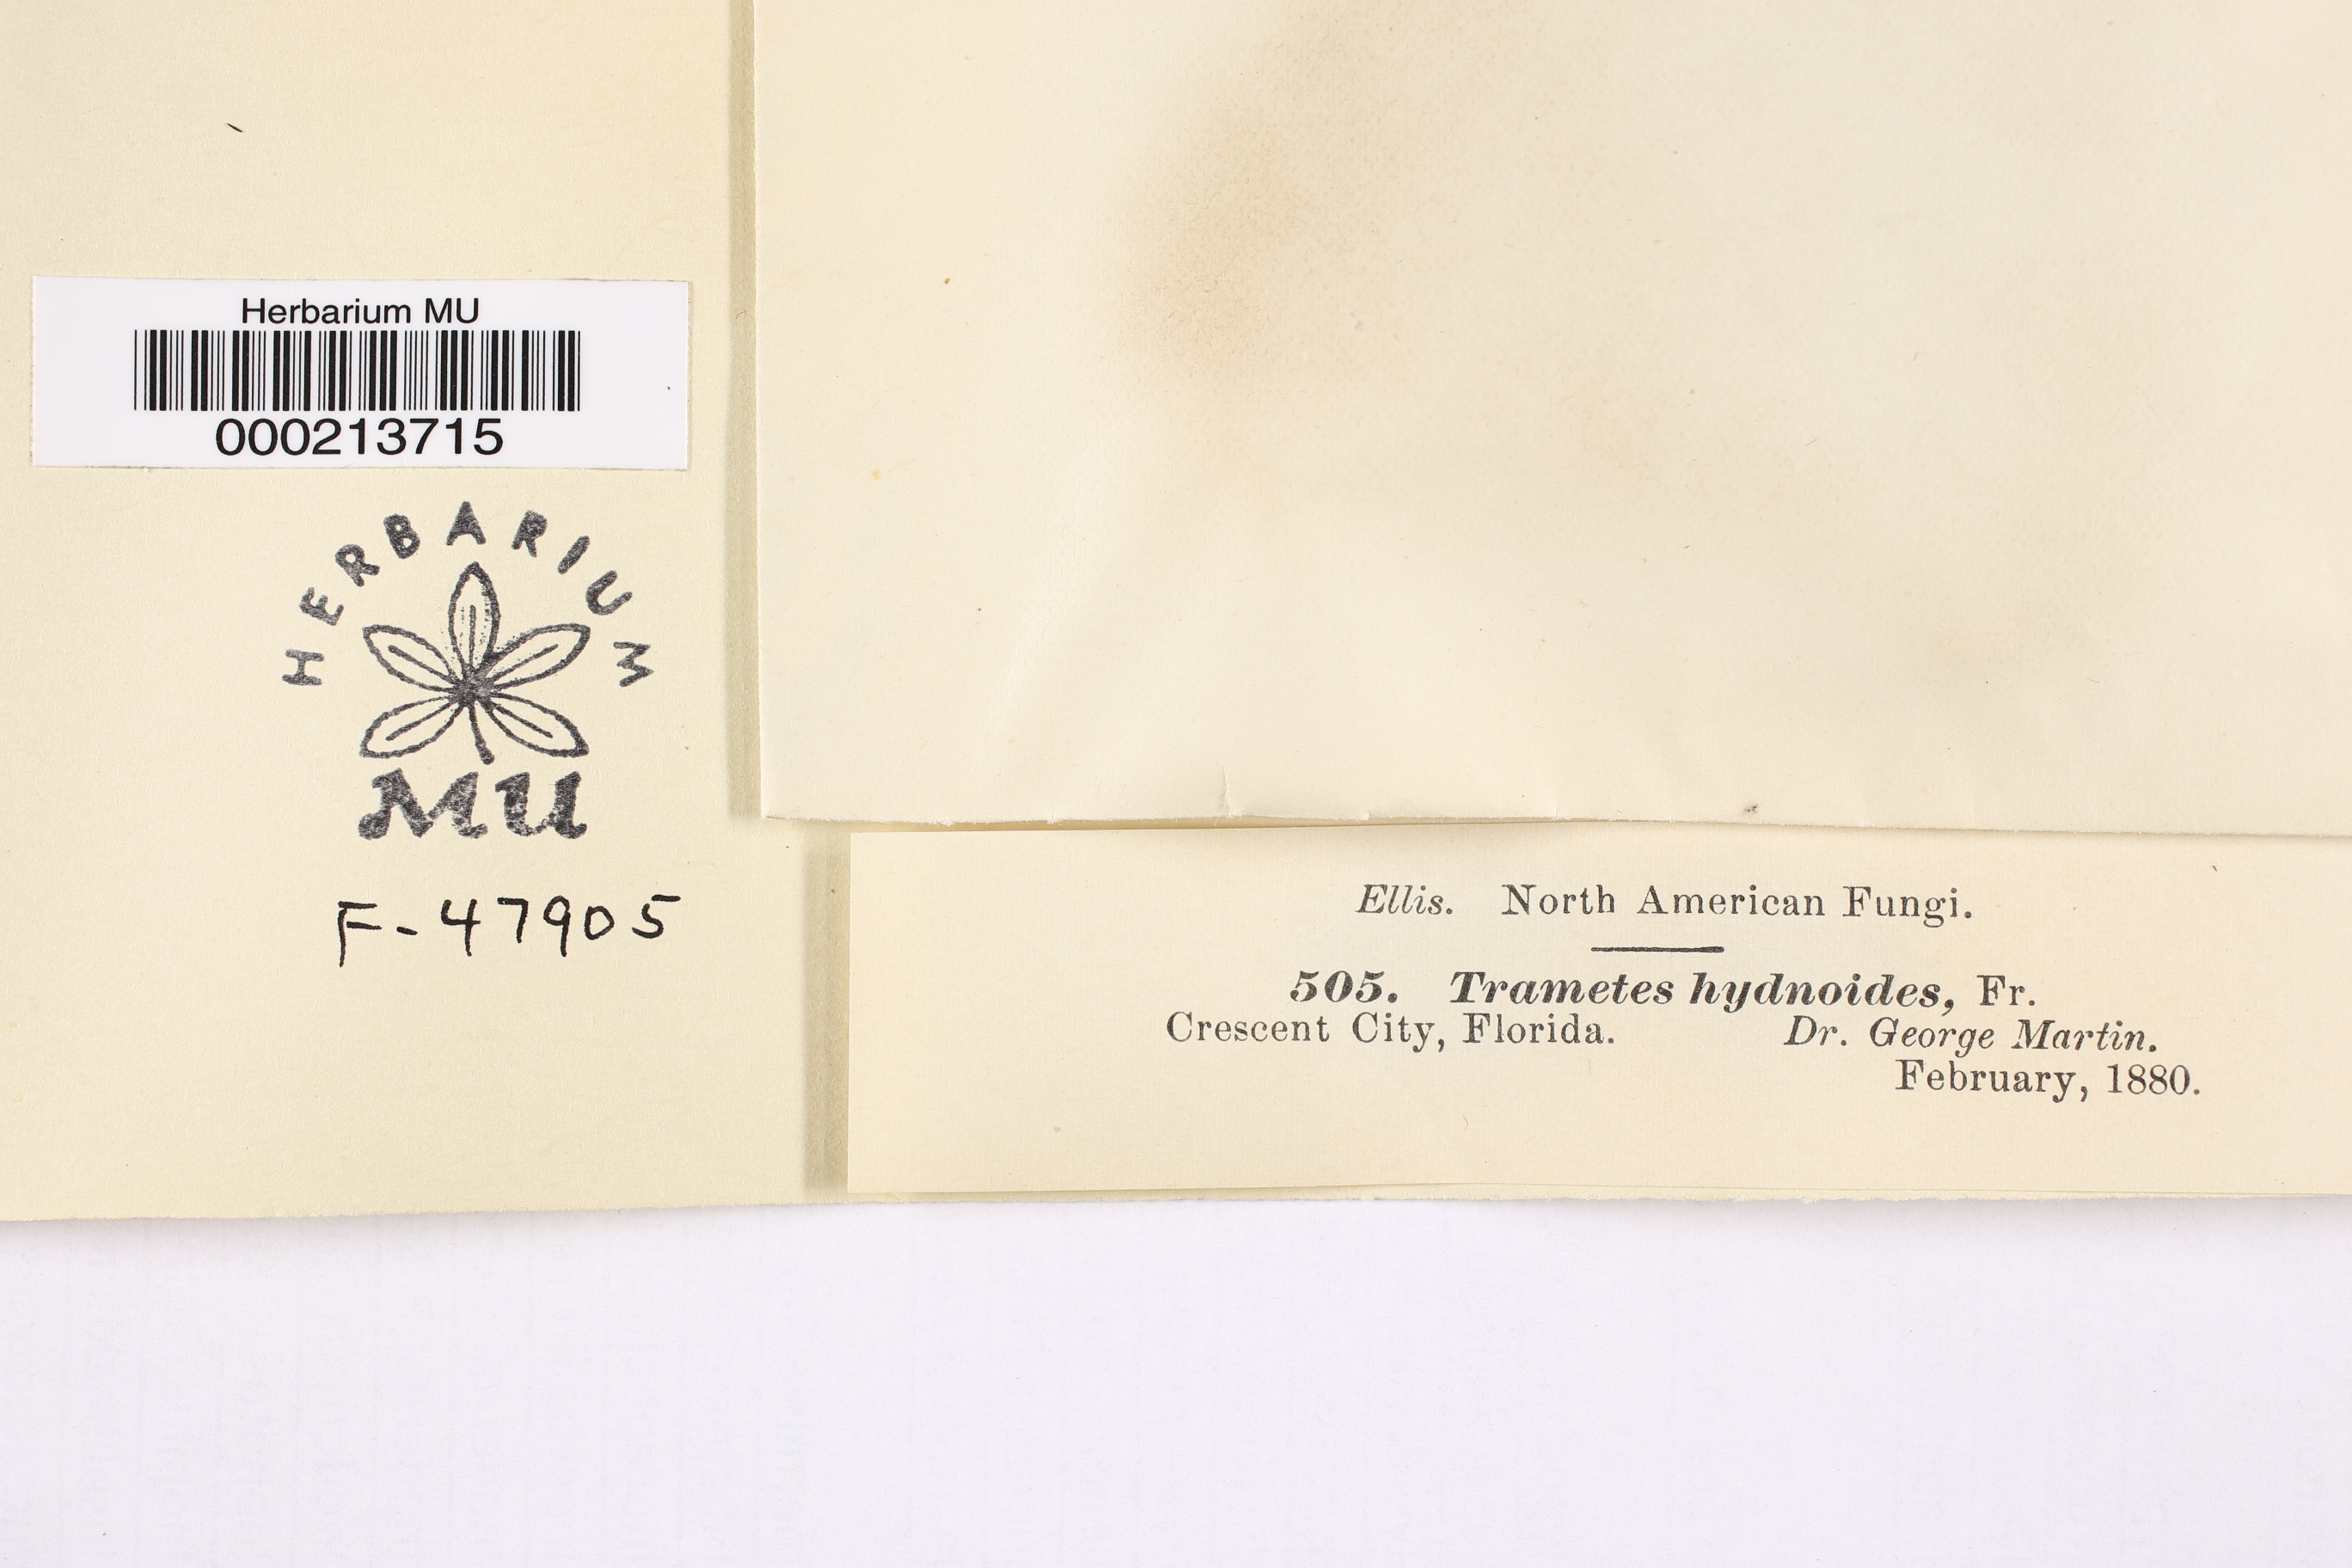 Herbarium MU
000213715
HERBARIUM
MU
F-47905
Ellis. North American Fungi.
505. Trametes hydnoides, Fr.
Crescent City, Florida. Dr. George Martin.
February, 1880.